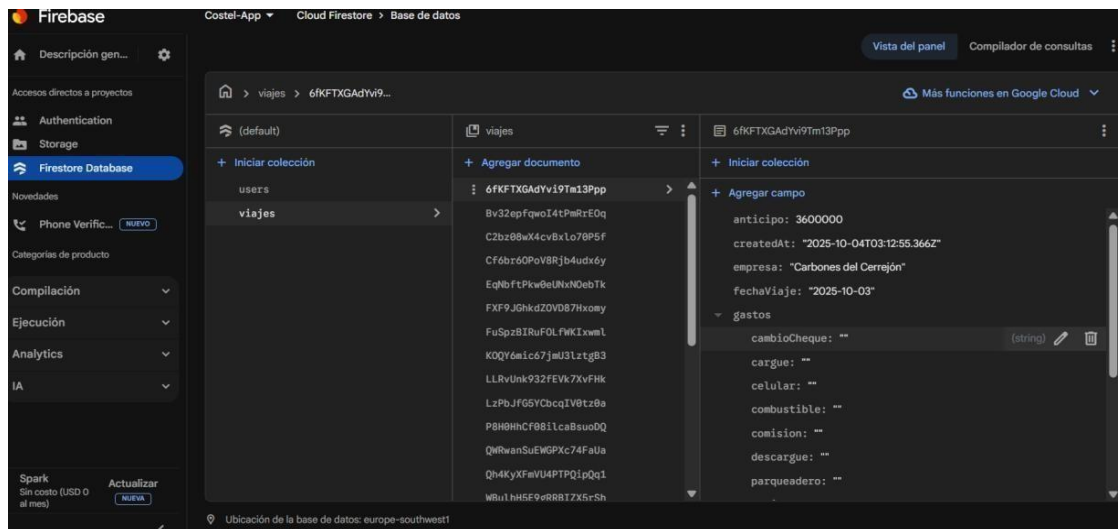 Firebase
Costel-App
Cloud Firestore > Base de datos
Descripción gen...
Vista del panel
Compilador de consultas
Accesos directos a proyectos
Authentication
Storage
Firestore Database
Novedades
Phone Verific... NUEVO
Categorías de producto
Compilación
Ejecución
Analytics
IA
Spark
Sin costo (USD 0 al mes)
Actualizar
NUEVA
> viajes > 6fKFTXGAdYvi9...
Más funciones en Google Cloud
(default)
+ Iniciar colección
users
viajes
viajes
+ Agregar documento
6fKFTXGAdYvi9Tm13Ppp
Bv32epfqwoI4tPmRrEOq
C2bz08wX4cvBxlo70P5f
Cf6br6OPoV8Rjb4udx6y
EqNbftPkw0eUNxNOebTk
FXF9JGhkdZOVD87Hxomy
FuSpzBIRuFOLfWKIxwml
KOQY6mic67jmU3lztgB3
LLRvUnk932fEVk7XvFHk
LzPbJfG5YCbcqIV0tz0a
P8H0HhCf08ilcaBsuoDQ
QWRwanSuEWGPXc74FaUa
Qh4KyXFmVU4PTPQipQq1
6fKFTXGAdYvi9Tm13Ppp
+ Iniciar colección
+ Agregar campo
anticipo: 3600000
createdAt: "2025-10-04T03:12:55.366Z"
empresa: "Carbones del Cerrejón"
fechaViaje: "2025-10-03"
gastos
cambioCheque: "" (string)
cargue: ""
celular: ""
combustible: ""
comision: ""
descargue: ""
parqueadero: ""
Ubicación de la base de datos: europe-southwest1